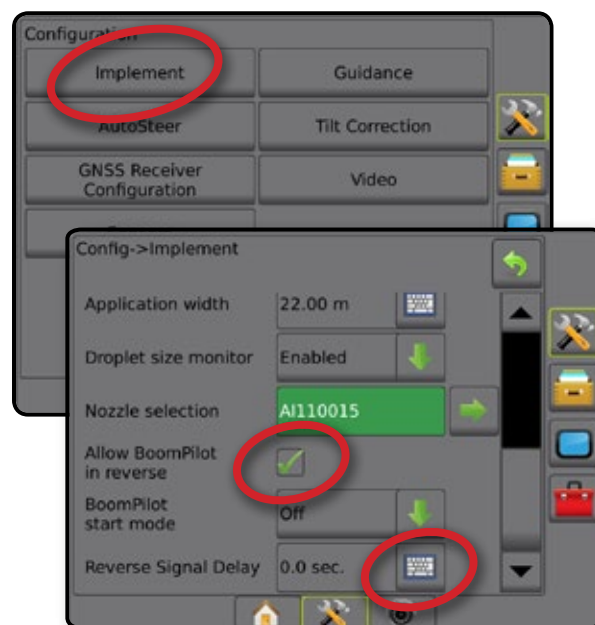 Configuration
Implement
Guidance
AutoSteer
Tilt Correction
GNSS Receiver
Configuration
Video
Config->Implement
Application width
22.00 m
Droplet size monitor
Enabled
Nozzle selection
AI110015
Allow BoomPilot
in reverse
BoomPilot
start mode
Off
Reverse Signal Delay
0.0 sec.